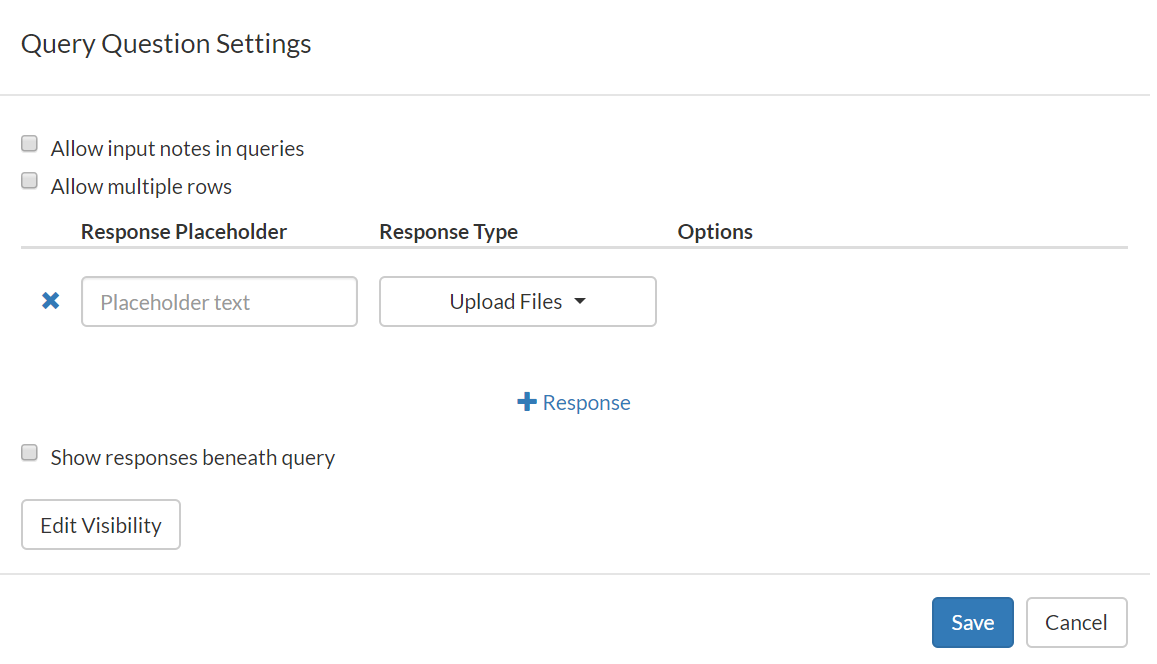 Query Question Settings
Allow input notes in queries
Allow multiple rows
Response Placeholder Response Type Options
Placeholder text Upload Files
Response
Show responses beneath query
Edit Visibility
Save Cancel